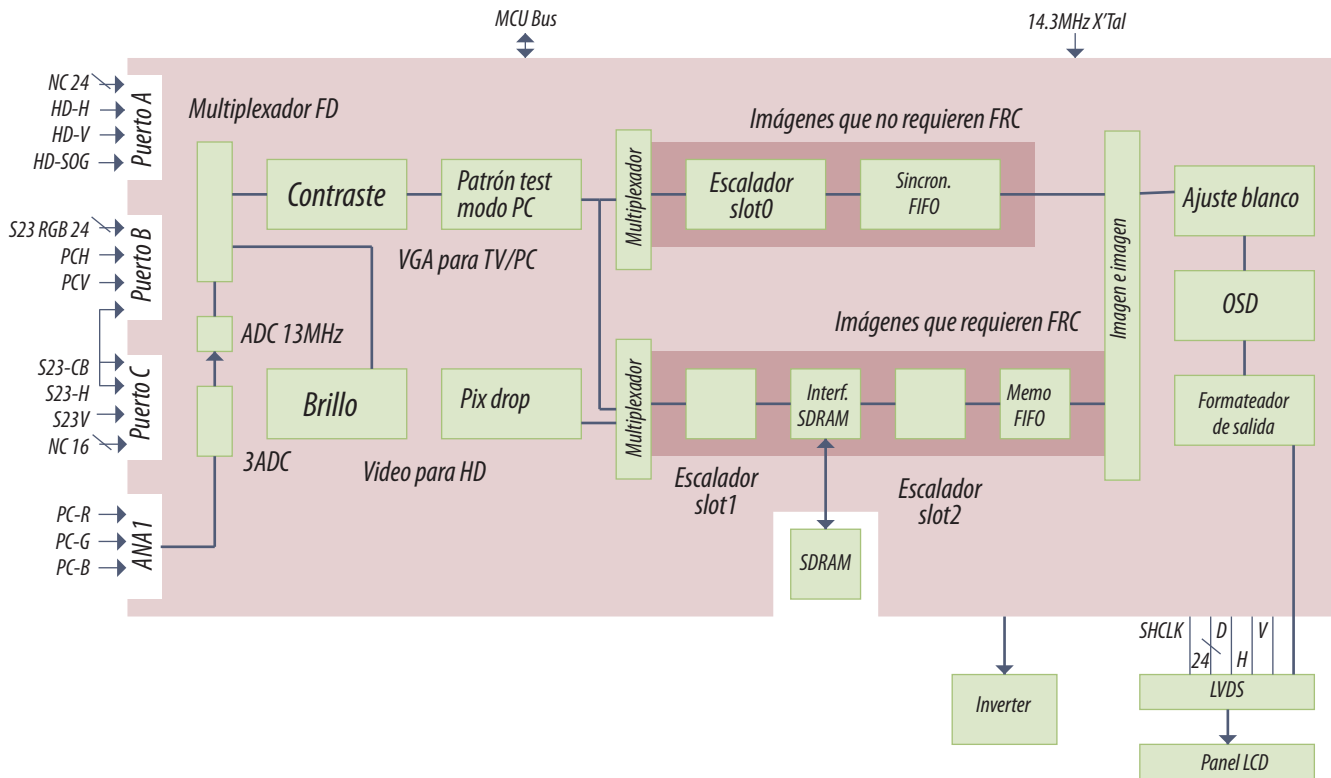 MCU Bus
14.3MHz X'Tal
NC 24
HD-H
HD-V
HD-SOG
Puerto A
Multiplexador FD
Contraste
Patrón test
modo PC
VGA para TV/PC
Multiplexador
Imágenes que no requieren FRC
Escalador
slot0
Sincron.
FIFO
Imagen e imagen
Ajuste blanco
S23 RGB 24
PCH
PCV
Puerto B
ADC 13MHz
OSD
S23-CB
S23-H
S23V
NC 16
Puerto C
3ADC
Brillo
Pix drop
Video para HD
Multiplexador
Imágenes que requieren FRC
Interf.
SDRAM
Memo
FIFO
Escalador
slot1
Escalador
slot2
Formateador
de salida
PC-R
PC-G
PC-B
ANA1
SDRAM
SHCLK
D
V
24
H
Inverter
LVDS
Panel LCD